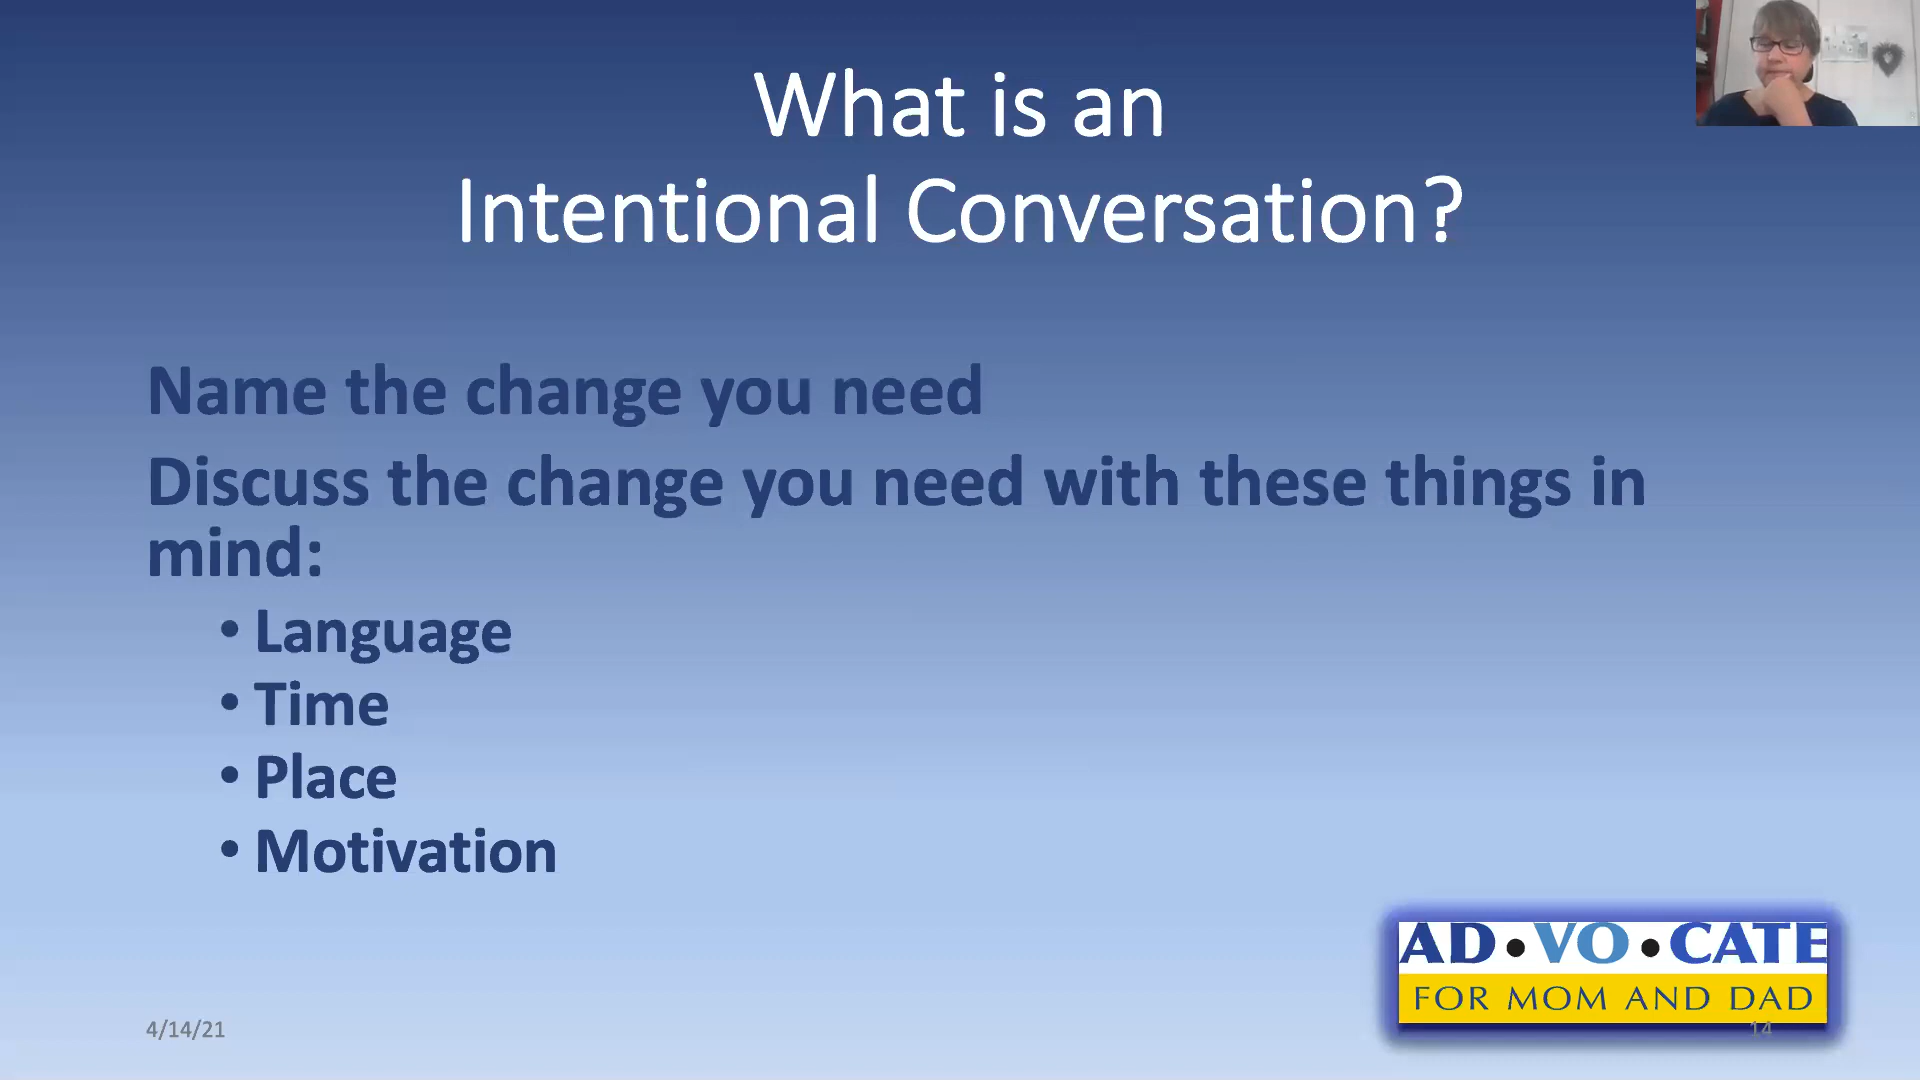 What is an
Intentional Conversation?
Name the change you need
Discuss the change you need with these things in
mind:
• Language
• Time
• Place
• Motivation
AD•VO•CATE
FOR MOM AND DAD
4/14/21
14